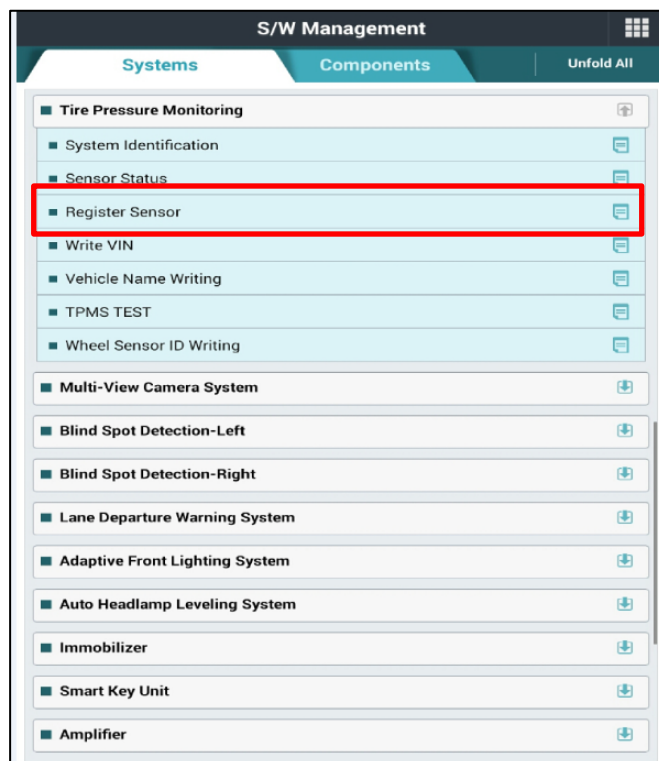 S/W Management
Systems
Components
Unfold All
Tire Pressure Monitoring
System Identification
Sensor Status
Register Sensor
Write VIN
Vehicle Name Writing
TPMS TEST
Wheel Sensor ID Writing
Multi-View Camera System
Blind Spot Detection-Left
Blind Spot Detection-Right
Lane Departure Warning System
Adaptive Front Lighting System
Auto Headlamp Leveling System
Immobilizer
Smart Key Unit
Amplifier